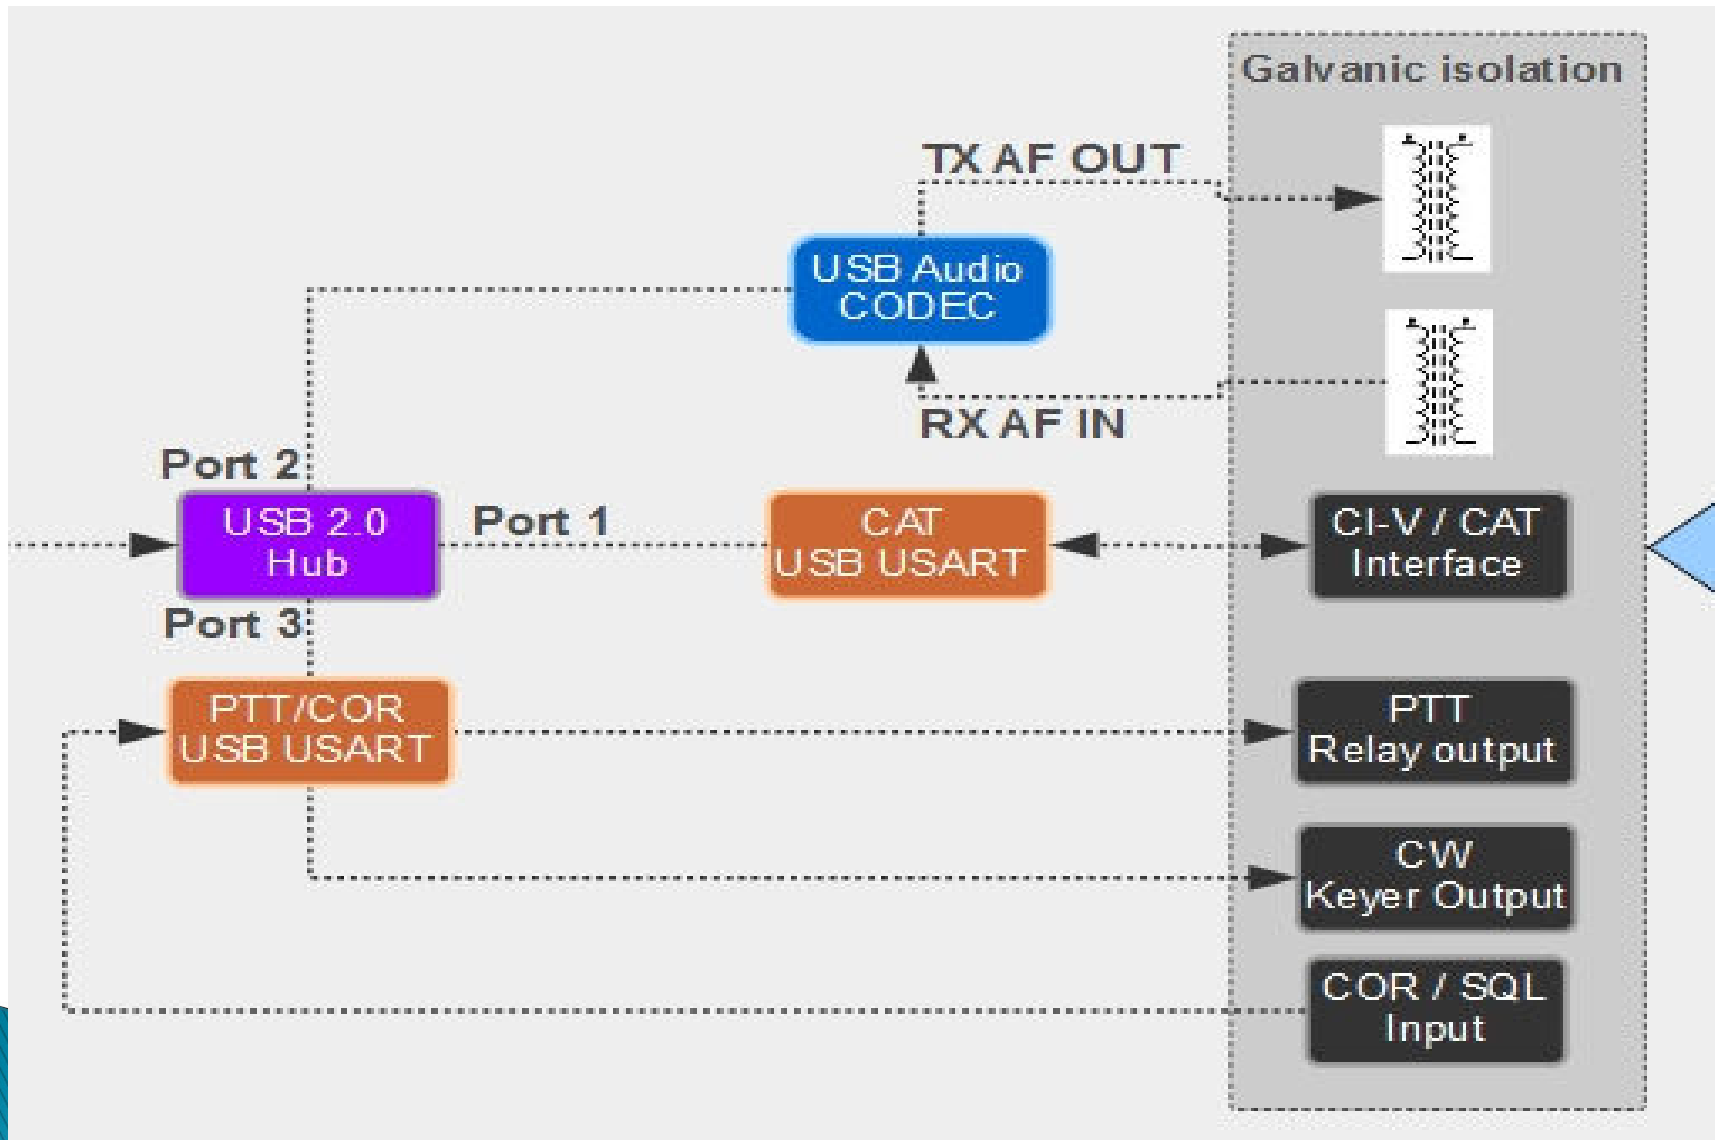 Galvanic isolation
TX AF OUT
USB Audio
CODEC
RX AF IN
Port 2
USB 2.0
Hub
Port 1
CAT
USB USART
CI-V / CAT
Interface
Port 3
PTT/COR
USB USART
PTT
Relay output
CW
Keyer Output
COR / SQL
Input